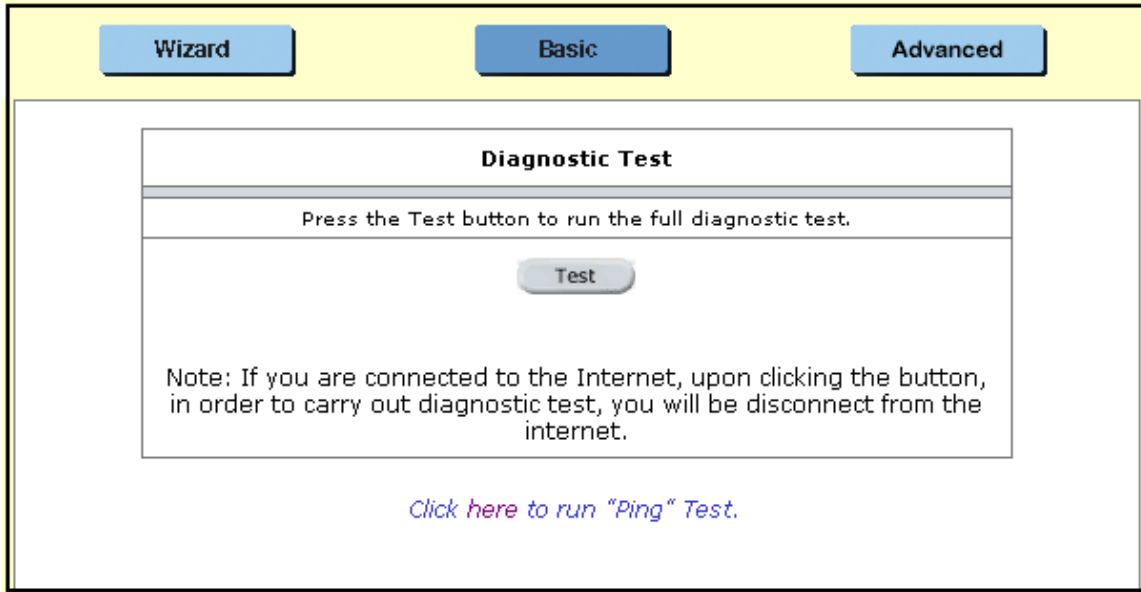 Wizard
Basic
Advanced
Diagnostic Test
Press the Test button to run the full diagnostic test.
Test
Note: If you are connected to the Internet, upon clicking the button,
in order to carry out diagnostic test, you will be disconnect from the
internet.
Click here to run “Ping” Test.